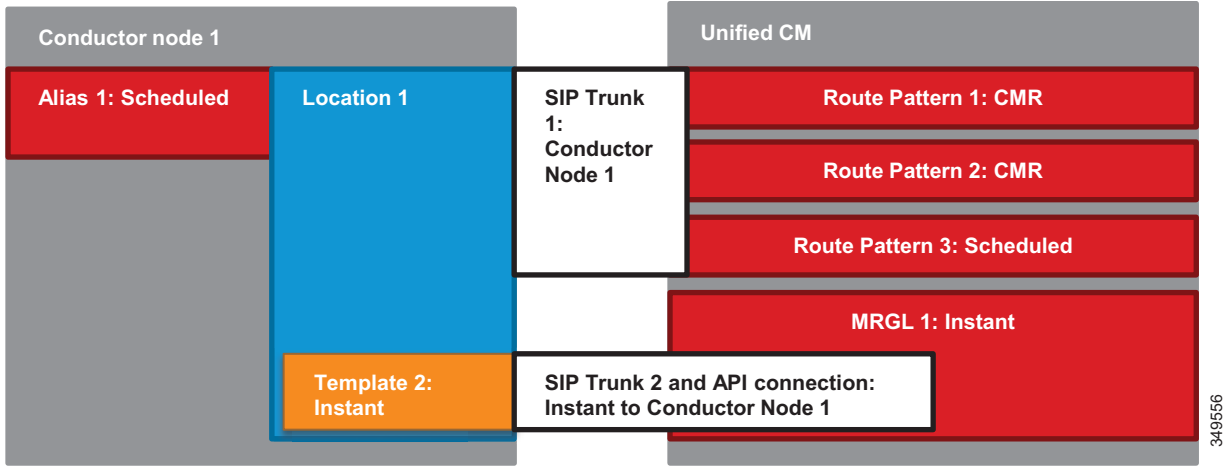 Conductor node 1
Unified CM
Alias 1: Scheduled
Location 1
SIP Trunk
1:
Conductor
Node 1
Route Pattern 1: CMR
Route Pattern 2: CMR
Route Pattern 3: Scheduled
MRGL 1: Instant
Template 2:
Instant
SIP Trunk 2 and API connection:
Instant to Conductor Node 1
349556